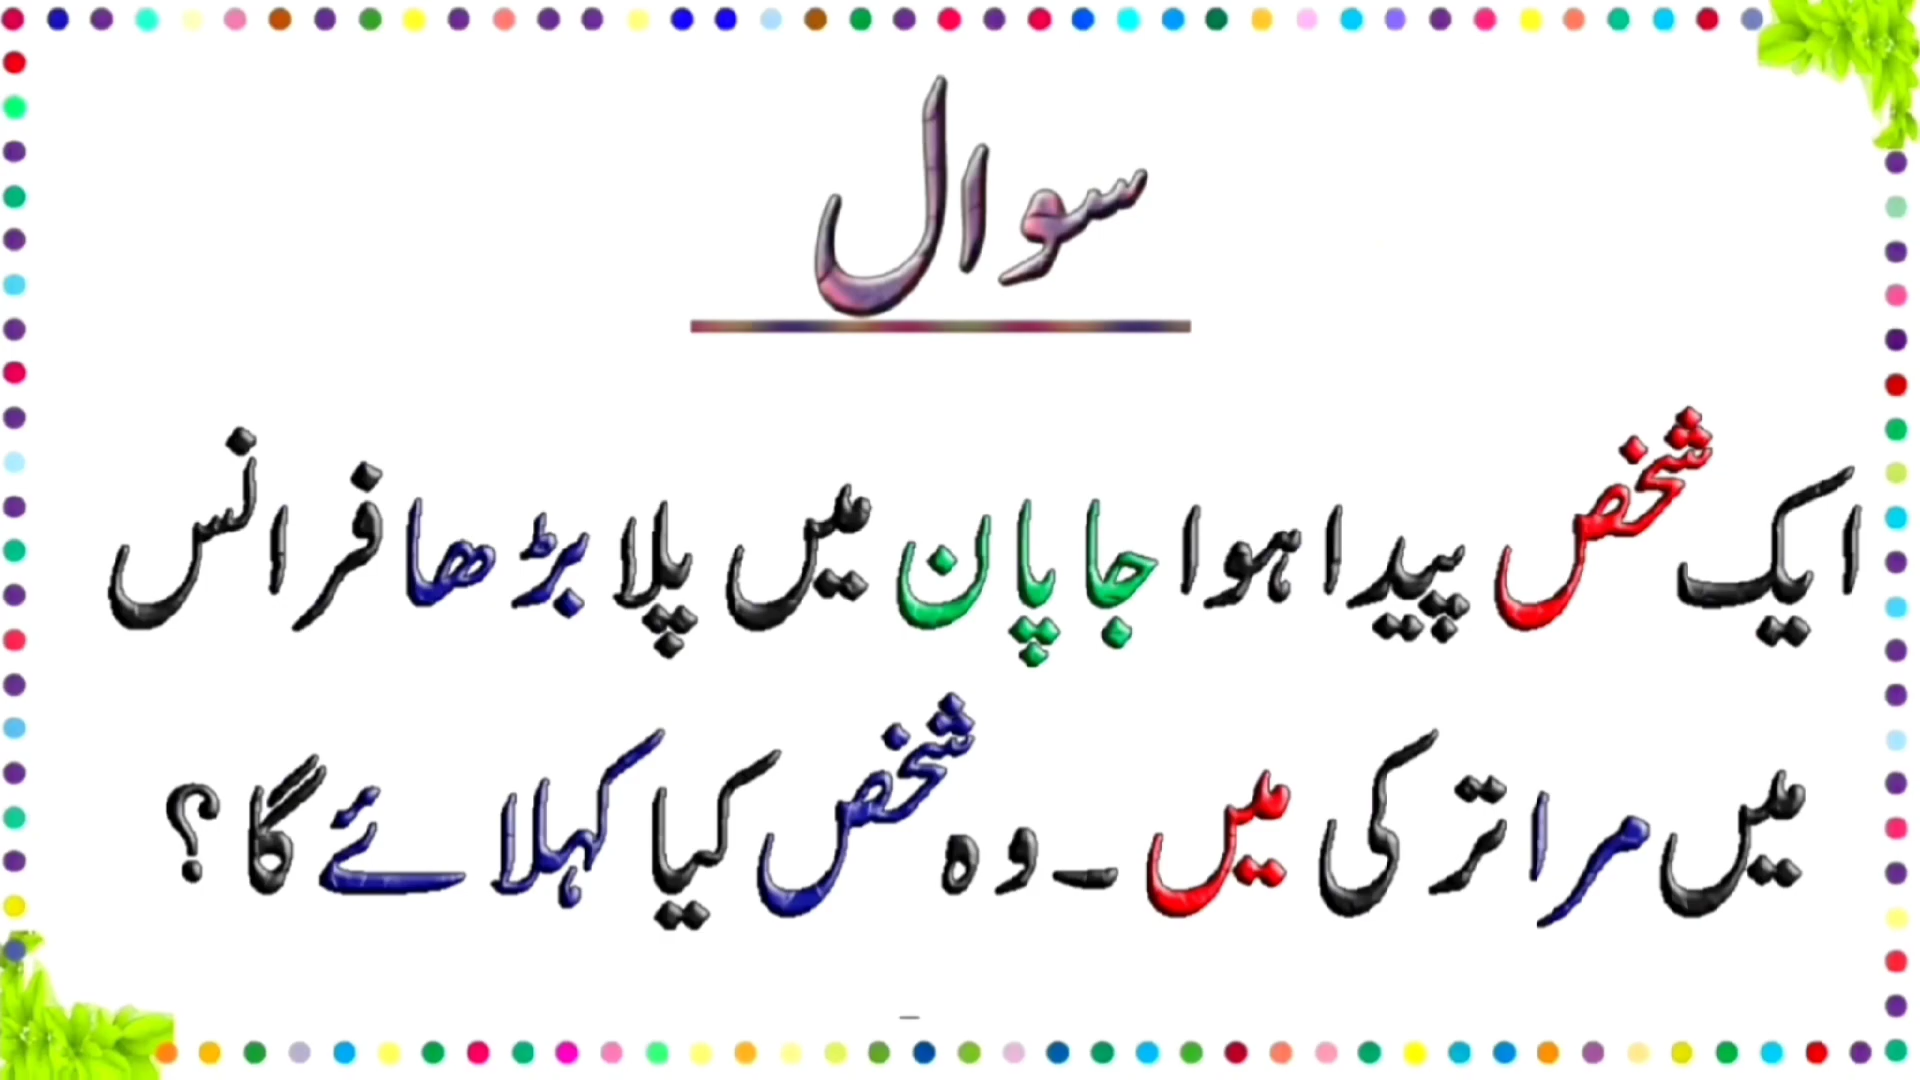 سوال
ایک شخص پیدا ہوا جاپان میں پلا بڑھا فرانس
میں مرا ترکی میں ۔ وہ شخص کیا کہلائے گا؟